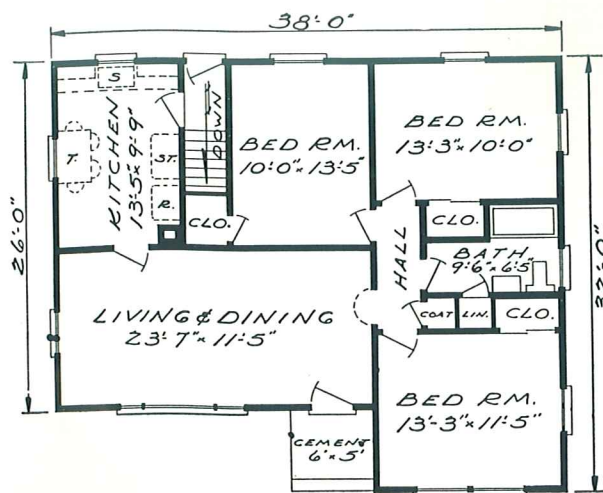 38'-0"
S
KITCHEN
13'-5" x 9'-9"
T.
ST.
R.
DOWN
BED RM.
10'-0" x 13'-5"
BED RM.
13'-3" x 10'-0"
CLO.
CLO.
26'-0"
HALL
BATH
9'-6" x 6'-5"
LIVING & DINING
23'-7" x 11'-5"
COAT
LIN.
CLO.
BED RM.
13'-3" x 11'-5"
CEMENT
6' x 5'